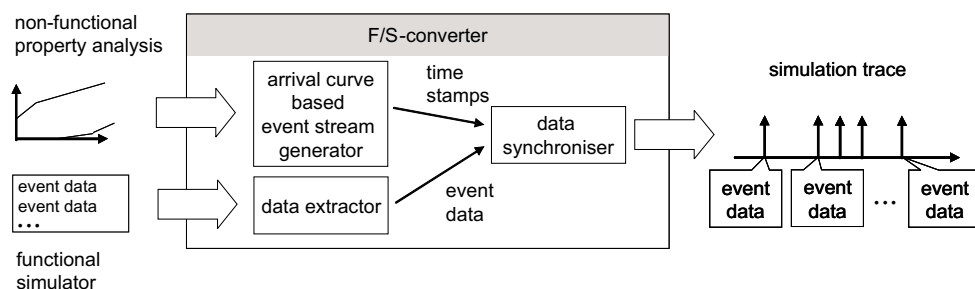 non-functional
property analysis
event data
event data
...
functional
simulator
F/S-converter
arrival curve
based
event stream
generator
data extractor
time
stamps
event
data
data
synchroniser
simulation trace
event
data
event
data
...
event
data